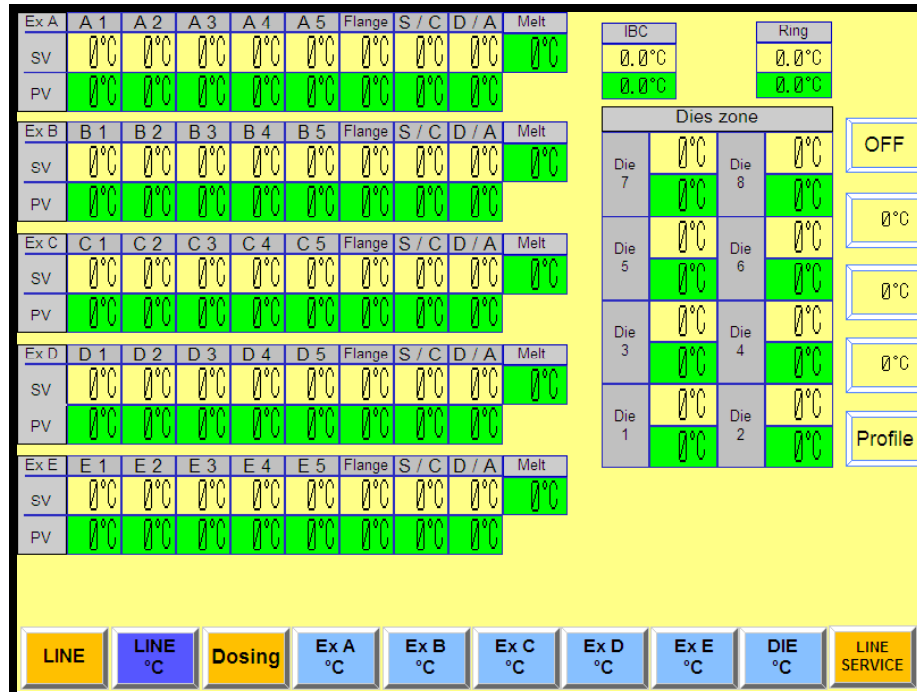 Ex A A 1 A 2 A 3 A 4 A 5 Flange S / C D / A Melt
SV 0°C 0°C 0°C 0°C 0°C 0°C 0°C 0°C 0°C
PV 0°C 0°C 0°C 0°C 0°C 0°C 0°C 0°C
Ex B B 1 B 2 B 3 B 4 B 5 Flange S / C D / A Melt
SV 0°C 0°C 0°C 0°C 0°C 0°C 0°C 0°C 0°C
PV 0°C 0°C 0°C 0°C 0°C 0°C 0°C 0°C
Ex C C 1 C 2 C 3 C 4 C 5 Flange S / C D / A Melt
SV 0°C 0°C 0°C 0°C 0°C 0°C 0°C 0°C 0°C
PV 0°C 0°C 0°C 0°C 0°C 0°C 0°C 0°C
Ex D D 1 D 2 D 3 D 4 D 5 Flange S / C D / A Melt
SV 0°C 0°C 0°C 0°C 0°C 0°C 0°C 0°C 0°C
PV 0°C 0°C 0°C 0°C 0°C 0°C 0°C 0°C
Ex E E 1 E 2 E 3 E 4 E 5 Flange S / C D / A Melt
SV 0°C 0°C 0°C 0°C 0°C 0°C 0°C 0°C 0°C
PV 0°C 0°C 0°C 0°C 0°C 0°C 0°C 0°C
IBC Ring
0.0°C 0.0°C
0.0°C 0.0°C
Dies zone
Die 7 0°C 0°C Die 8 0°C 0°C
Die 5 0°C 0°C Die 6 0°C 0°C
Die 3 0°C 0°C Die 4 0°C 0°C
Die 1 0°C 0°C Die 2 0°C 0°C
OFF
0°C
0°C
0°C
Profile
LINE LINE °C Dosing Ex A °C Ex B °C Ex C °C Ex D °C Ex E °C DIE °C LINE SERVICE